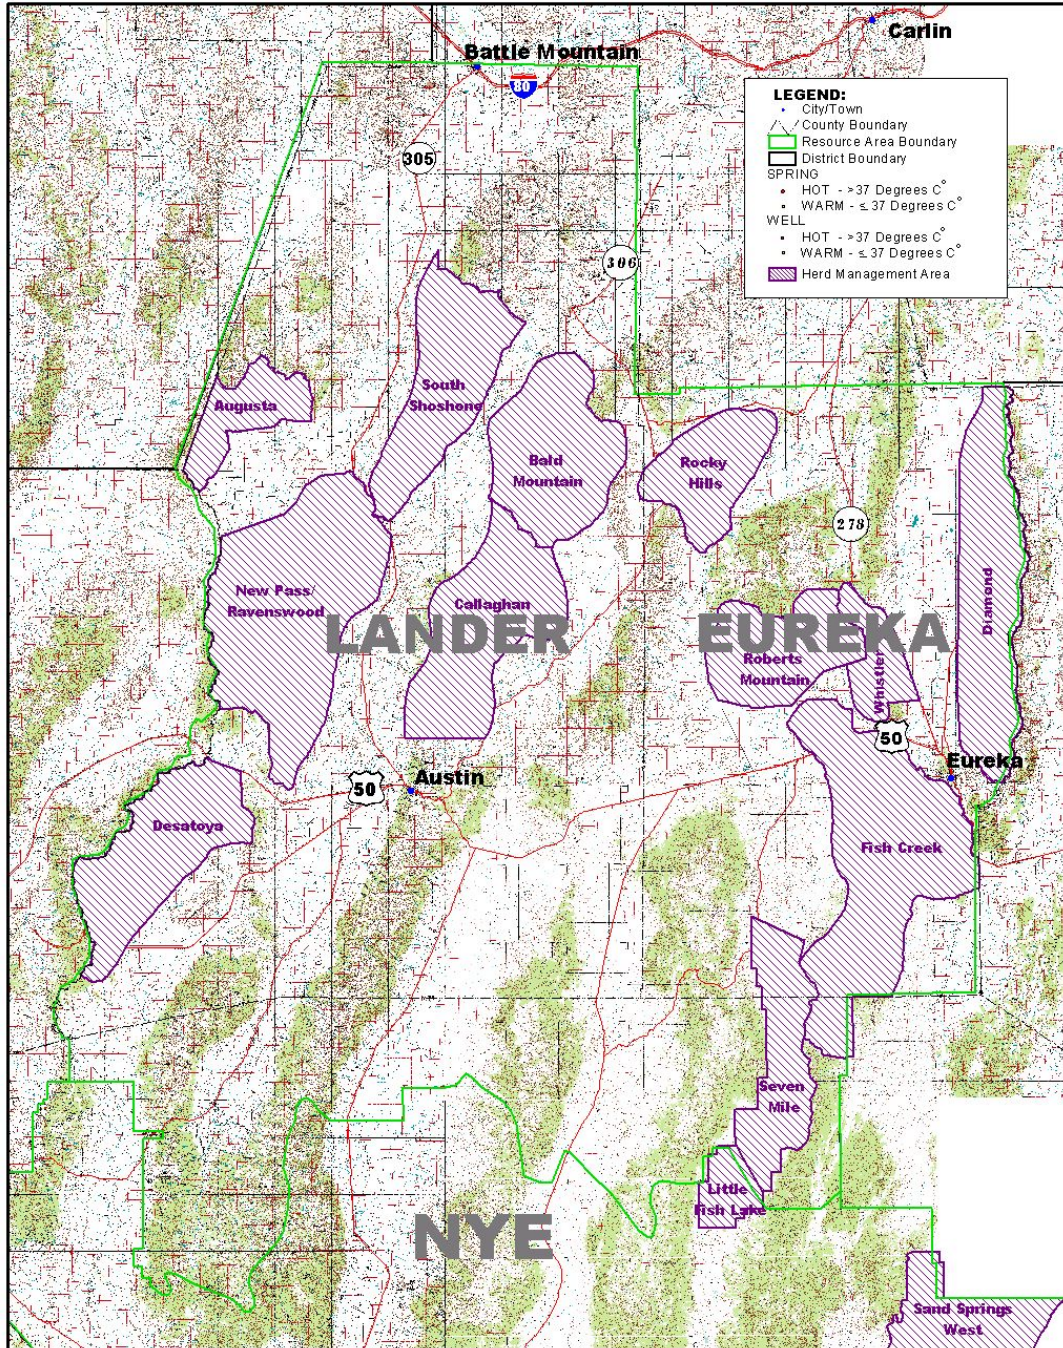 Carlin
Battle Mountain
80
LEGEND:
City/Town
County Boundary
Resource Area Boundary
District Boundary
SPRING
HOT - >37 Degrees C°
WARM - ≤ 37 Degrees C°
WELL
HOT - >37 Degrees C°
WARM - ≤ 37 Degrees C°
Herd Management Area
305
306
South
Shoshone
Augusta
Bald
Mountain
Rocky
Hills
278
New Pass/
Ravenswood
Callaghan
Diamond
LANDER
EUREKA
Roberts
Mountain
Whistler
50
Eureka
Austin
50
Desatoya
Fish Creek
Seven
Mile
Little
Fish Lake
NYE
Sand Springs
West